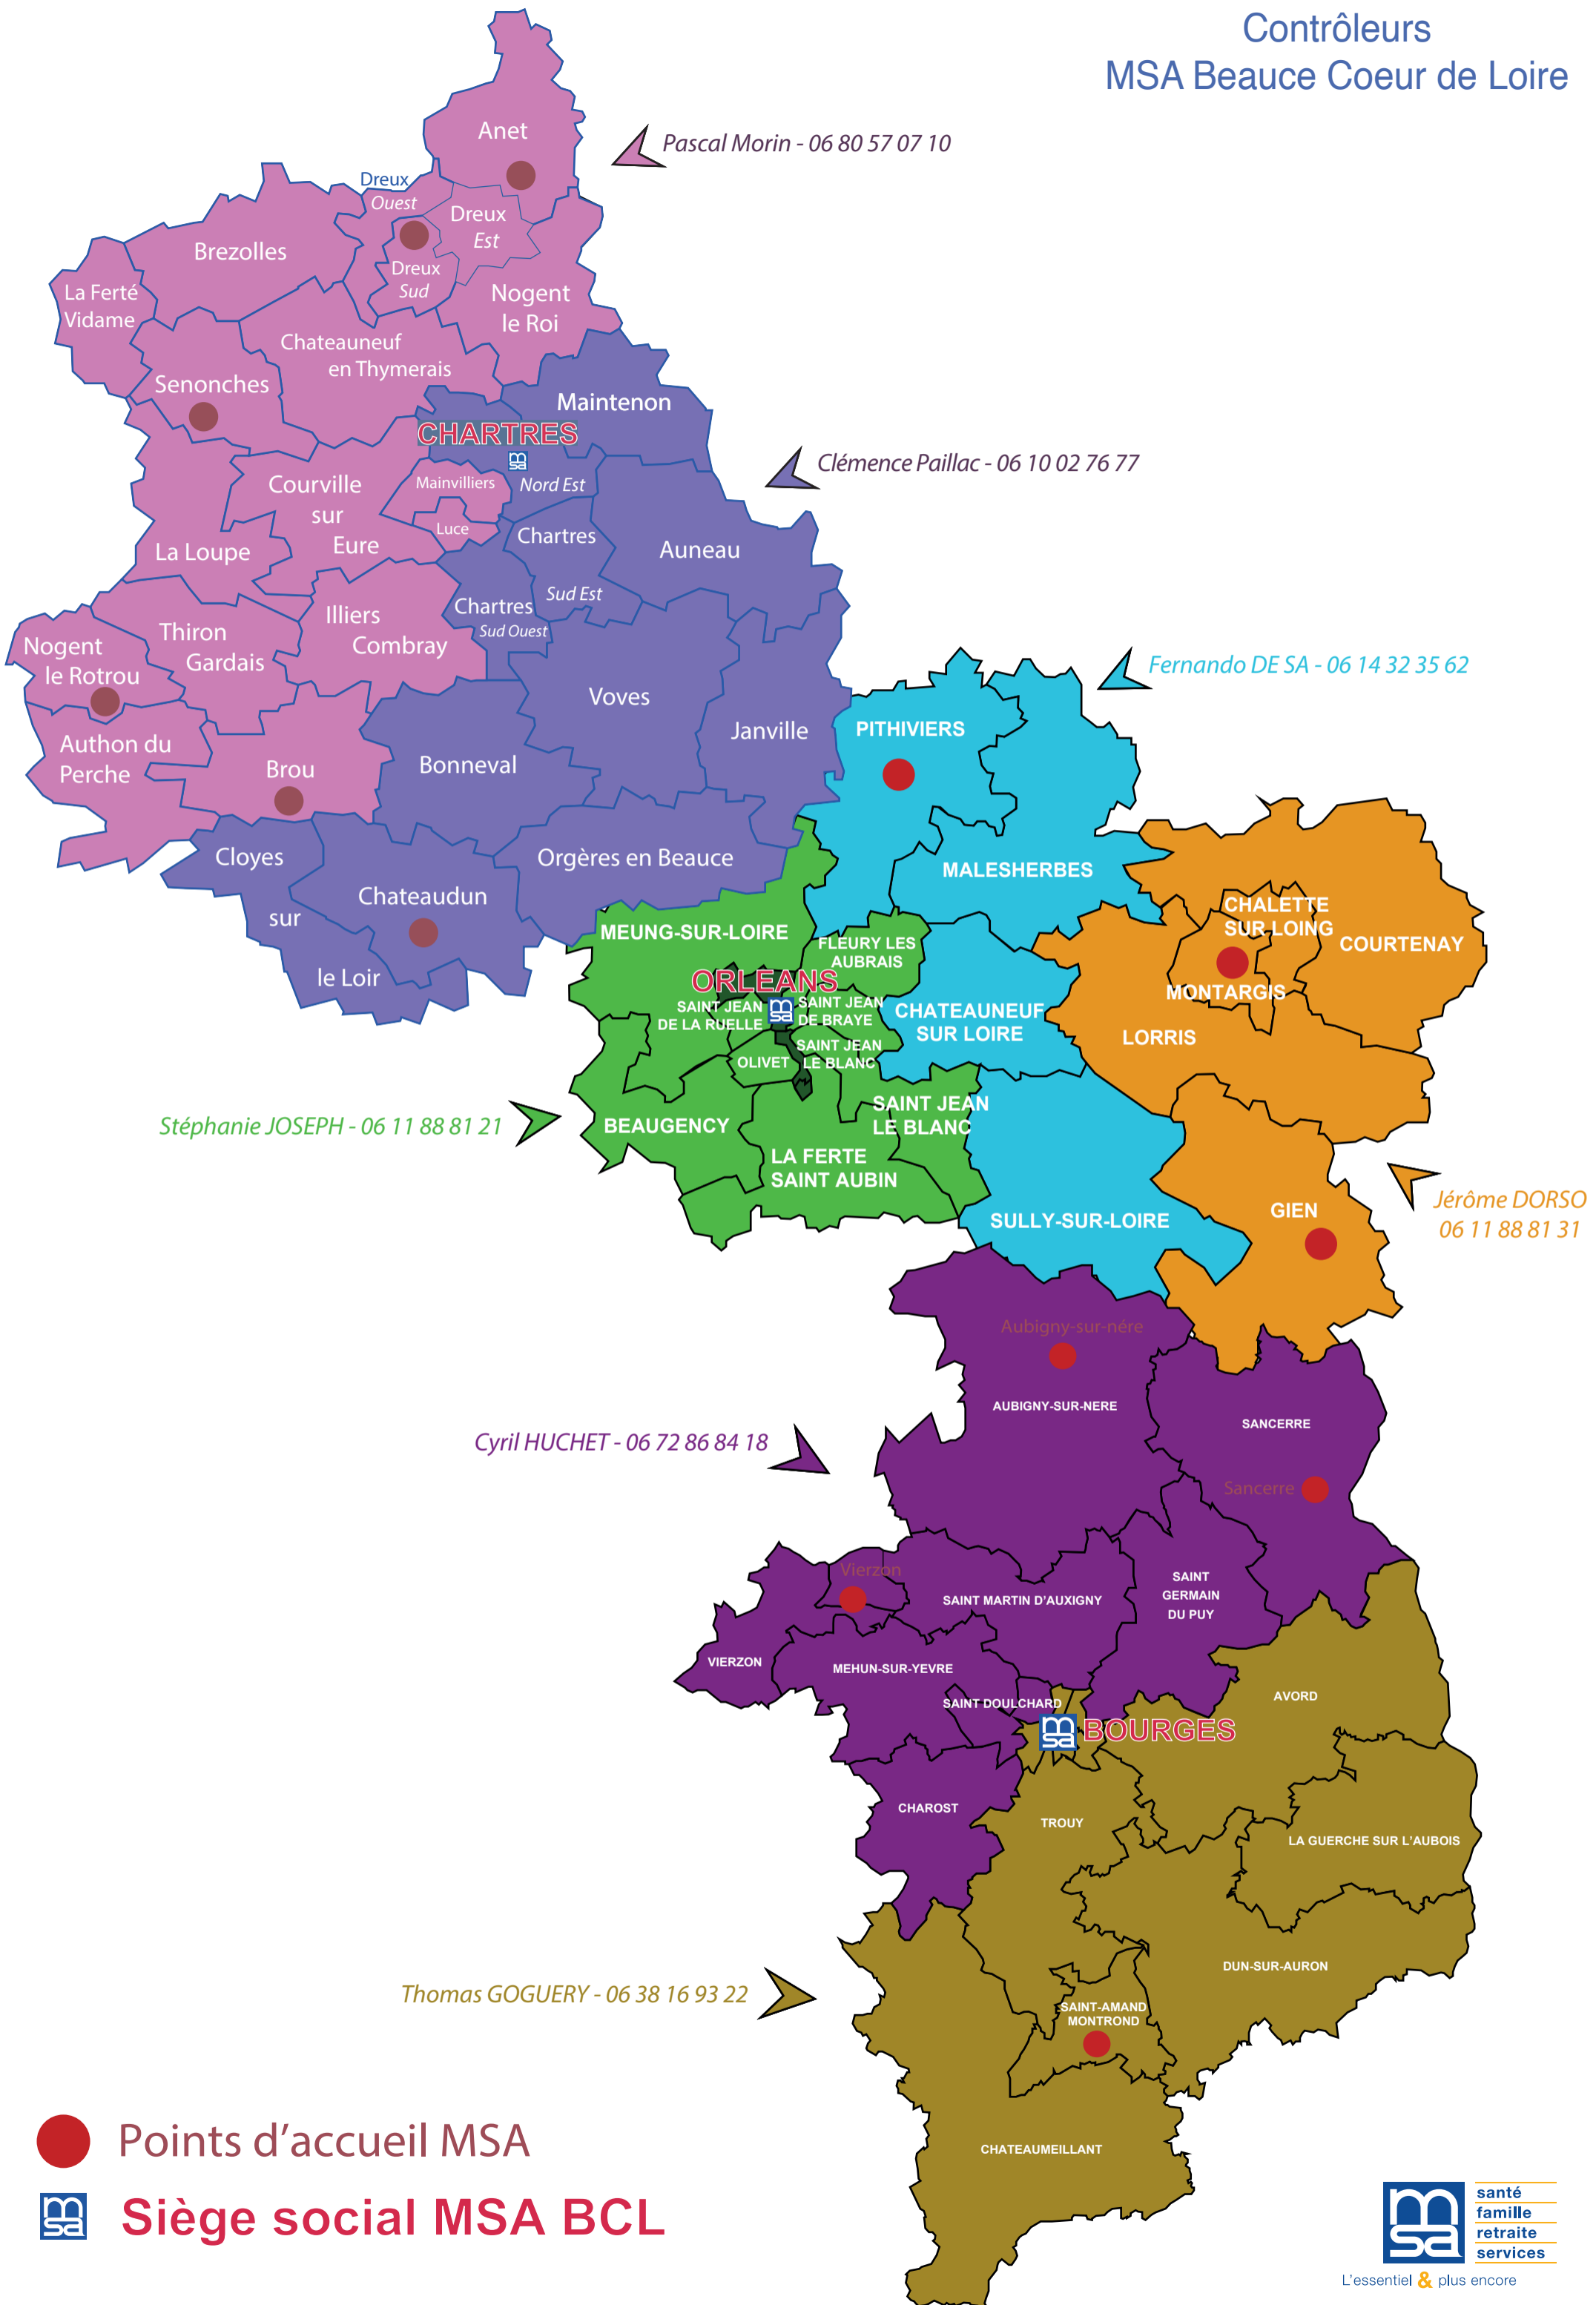 Contrôleurs
MSA Beauce Coeur de Loire
Anet
Pascal Morin - 06 80 57 07 10
Dreux
Ouest
Dreux
Est
Brezolles
Dreux
Sud
La Ferté
Vidame
Nogent
le Roi
Chateauneuf
en Thymerais
Senonches
Maintenon
CHARTRES
msa
Clémence Paillac - 06 10 02 76 77
Courville
sur
Eure
Mainvilliers
Nord Est
Luce
Chartres
Sud Est
Auneau
La Loupe
Chartres
Sud Ouest
Illiers
Combray
Thiron
Gardais
Nogent
le Rotrou
Voves
Fernando DE SA - 06 14 32 35 62
Authon du
Perche
Brou
Bonneval
Janville
PITHIVIERS
Cloyes
sur
le Loir
Chateaudun
Orgères en Beauce
MALESHERBES
CHALETTE
SUR LOING
COURTENAY
MEUNG-SUR-LOIRE
FLEURY LES
AUBRAIS
ORLEANS
msa
MONTARGIS
SAINT JEAN
DE LA RUELLE
SAINT JEAN
DE BRAYE
CHATEAUNEUF
SUR LOIRE
LORRIS
SAINT JEAN
LE BLANC
OLIVET
SAINT JEAN
LE BLANC
Stéphanie JOSEPH - 06 11 88 81 21
BEAUGENCY
LA FERTE
SAINT AUBIN
SULLY-SUR-LOIRE
GIEN
Jérôme DORSO
06 11 88 81 31
Aubigny-sur-nére
AUBIGNY-SUR-NERE
SANCERRE
Cyril HUCHET - 06 72 86 84 18
Sancerre
Vierzon
SAINT MARTIN D'AUXIGNY
SAINT
GERMAIN
DU PUY
VIERZON
MEHUN-SUR-YEVRE
SAINT DOULCHARD
AVORD
msa
BOURGES
CHAROST
TROUY
LA GUERCHE SUR L'AUBOIS
DUN-SUR-AURON
Thomas GOGUERY - 06 38 16 93 22
SAINT-AMAND
MONTROND
CHATEAUMEILLANT
Points d'accueil MSA
msa
Siège social MSA BCL
msa
santé
famille
retraite
services
L'essentiel & plus encore